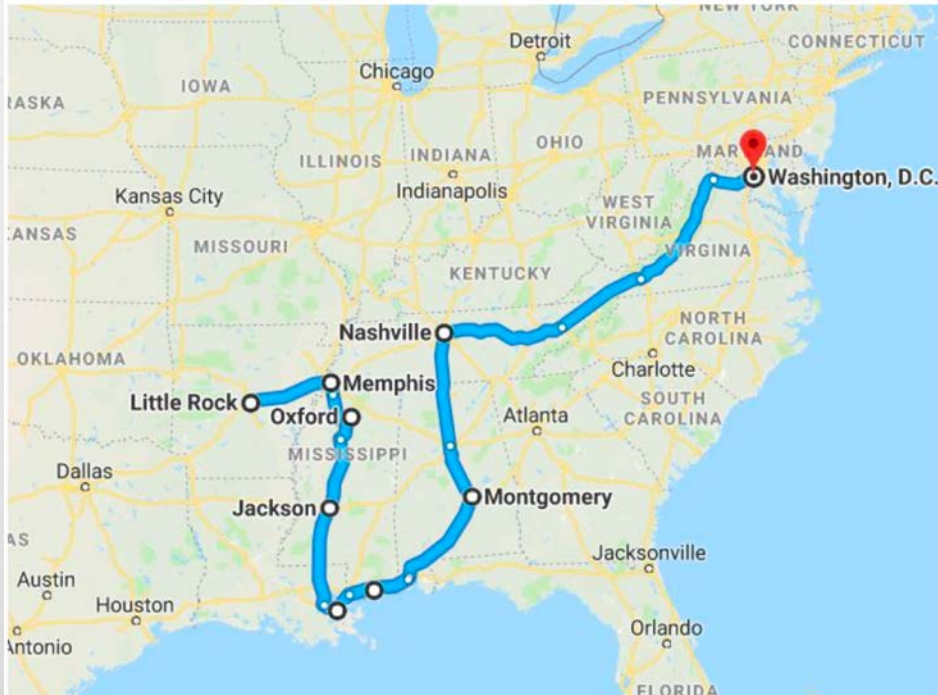 NEW YORK
Detroit
CONNECTICUT
Chicago
IOWA
RASKA
PENNSYLVANIA
OHIO
INDIANA
ILLINOIS
MARYLAND
Indianapolis
Washington, D.C.
Kansas City
WEST
VIRGINIA
KANSAS
MISSOURI
VIRGINIA
KENTUCKY
Nashville
NORTH
CAROLINA
OKLAHOMA
Charlotte
Memphis
Little Rock
SOUTH
CAROLINA
Oxford
Atlanta
MISSISSIPPI
Dallas
Montgomery
Jackson
AS
Jacksonville
Austin
Houston
Orlando
Antonio
FLORIDA